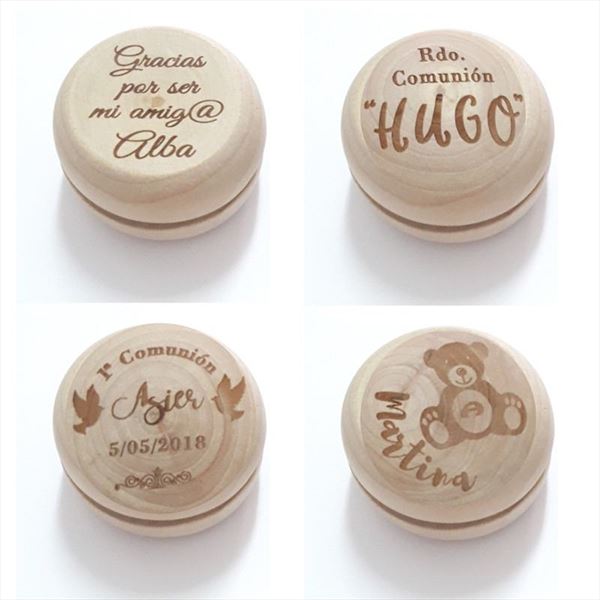 Gracias
por ser
mi amig@
Alba
Rdo.
Comunión
"HUGO"
1ª Comunión
Asier
5/05/2018
Martina